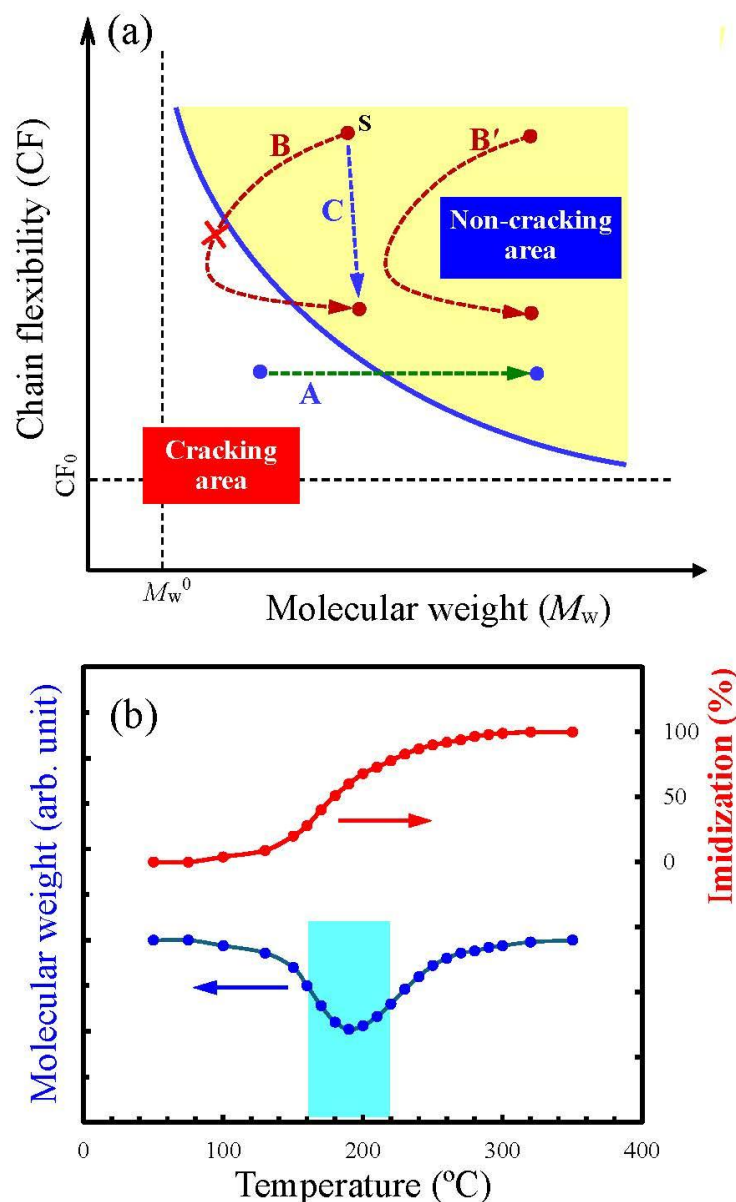 (a)
Chain flexibility (CF)
CF₀
S
B
B′
C
Non-cracking
area
A
Cracking
area
Mw⁰
Molecular weight (Mw)
(b)
Molecular weight (arb. unit)
Imidization (%)
100
50
0
0
100
200
300
400
Temperature (ºC)